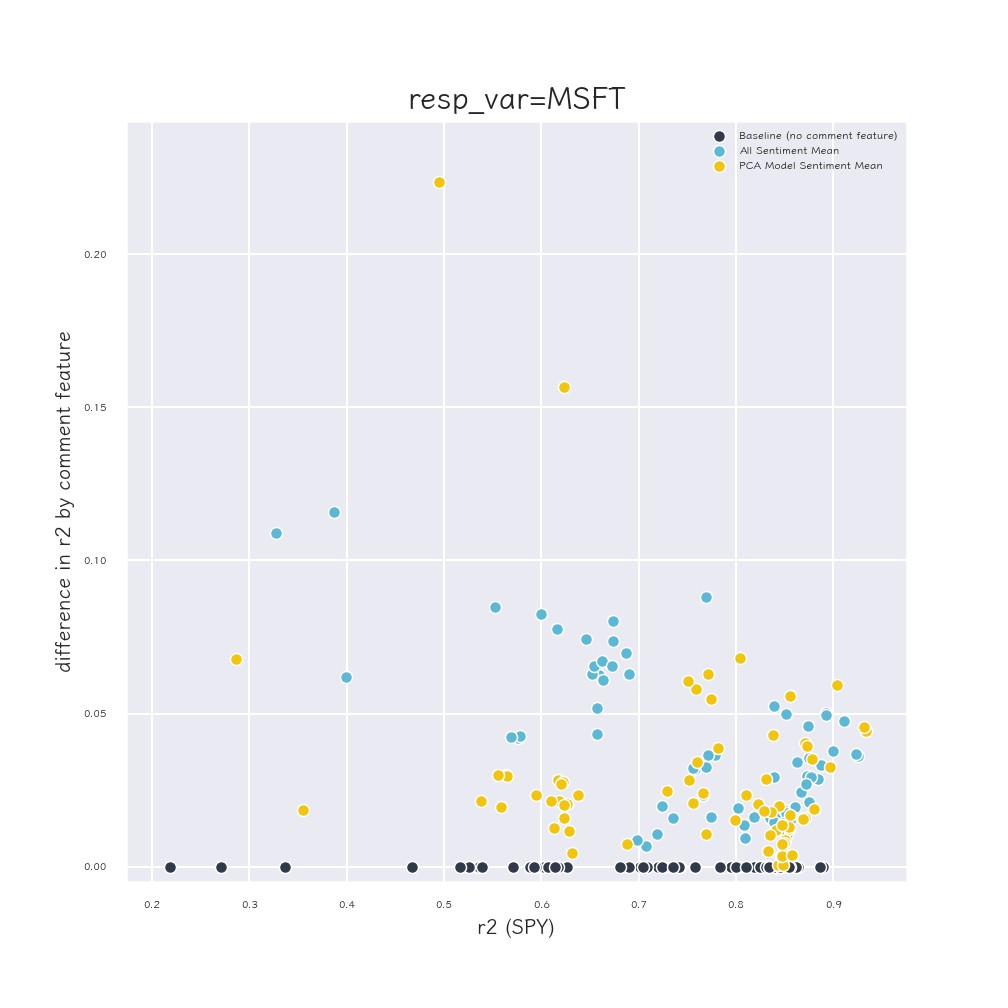 resp_var=MSFT
Baseline (no comment feature)
All Sentiment Mean
PCA Model Sentiment Mean
difference in r2 by comment feature
0.20
0.15
0.10
0.05
0.00
0.2 0.3 0.4 0.5 0.6 0.7 0.8 0.9
r2 (SPY)